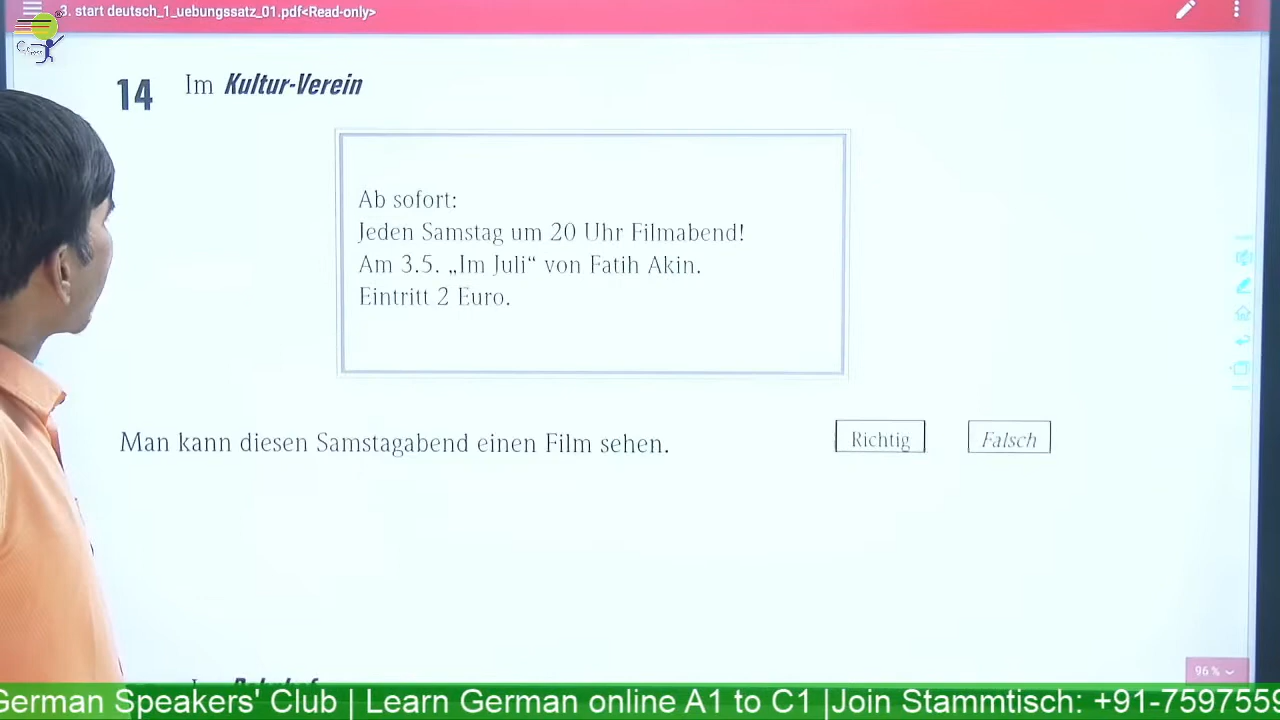 3. start deutsch_1_uebungssatz_01.pdf<Read-only>
14 Im Kultur-Verein
Ab sofort:
Jeden Samstag um 20 Uhr Filmabend!
Am 3.5. „Im Juli“ von Fatih Akin.
Eintritt 2 Euro.
Man kann diesen Samstagabend einen Film sehen. Richtig Falsch
96 %
German Speakers' Club | Learn German online A1 to C1 |Join Stammtisch: +91-7597559